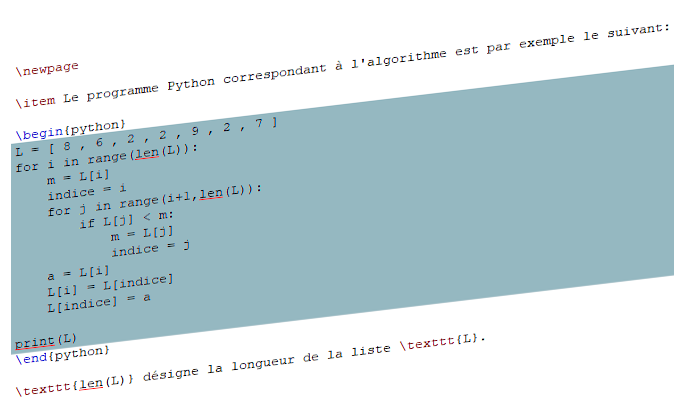 \newpage
\item Le programme Python correspondant à l'algorithme est par exemple le suivant:
\begin{python}
L = [ 8 , 6 , 2 , 2 , 9 , 2 , 7 ]
for i in range(len(L)):
    m = L[i]
    indice = i
    for j in range(i+1,len(L)):
        if L[j] < m:
            m = L[j]
            indice = j
    a = L[i]
    L[i] = L[indice]
    L[indice] = a
print(L)
\end{python}
\texttt{len(L)} désigne la longueur de la liste \texttt{L}.